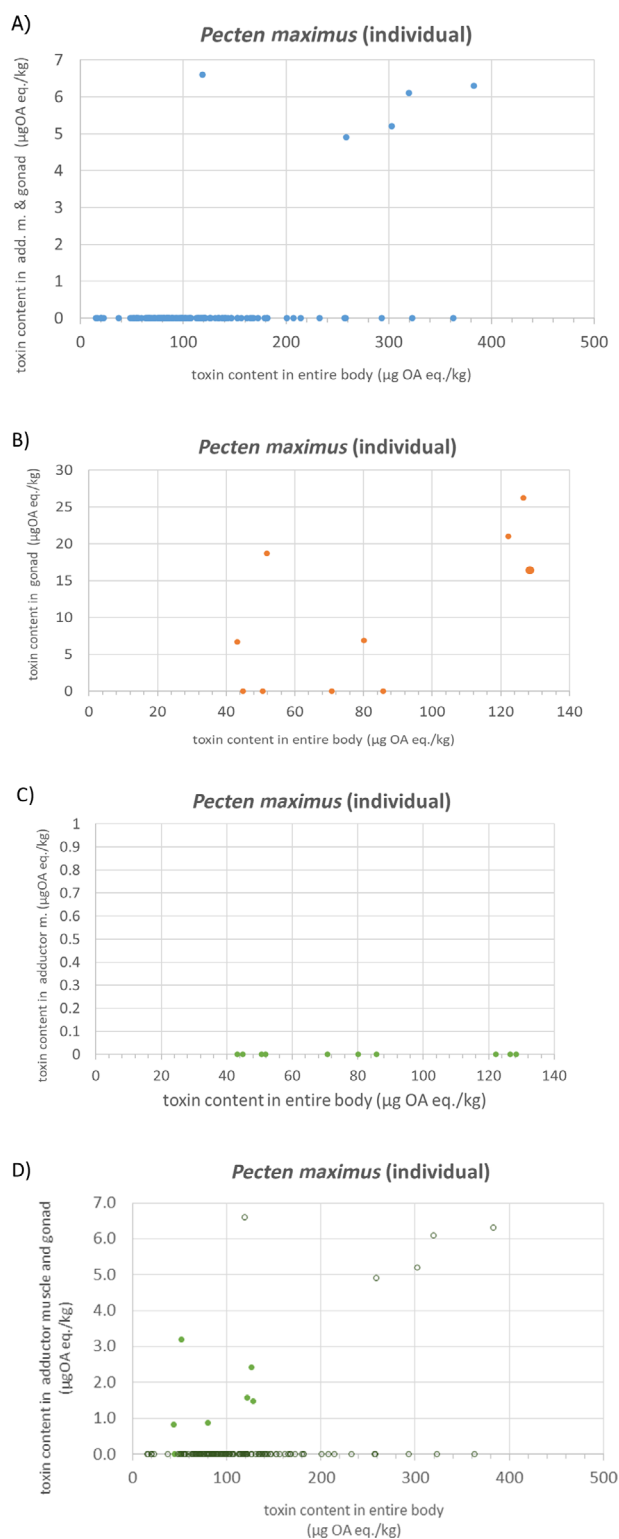 A)
Pecten maximus (individual)
toxin content in add. m. & gonad (µgOA eq./kg)
7
6
5
4
3
2
1
0
0 100 200 300 400 500
toxin content in entire body (µg OA eq./kg)
B)
Pecten maximus (individual)
toxin content in gonad (µgOA eq./kg)
30
25
20
15
10
5
0
0 20 40 60 80 100 120 140
toxin content in entire body (µg OA eq./kg)
C)
Pecten maximus (individual)
toxin content in adductor m. (µgOA eq./kg)
1
0.9
0.8
0.7
0.6
0.5
0.4
0.3
0.2
0.1
0
0 20 40 60 80 100 120 140
toxin content in entire body (µg OA eq./kg)
D)
Pecten maximus (individual)
toxin content in adductor muscle and gonad
(µgOA eq./kg)
7.0
6.0
5.0
4.0
3.0
2.0
1.0
0.0
0 100 200 300 400 500
toxin content in entire body
(µg OA eq./kg)